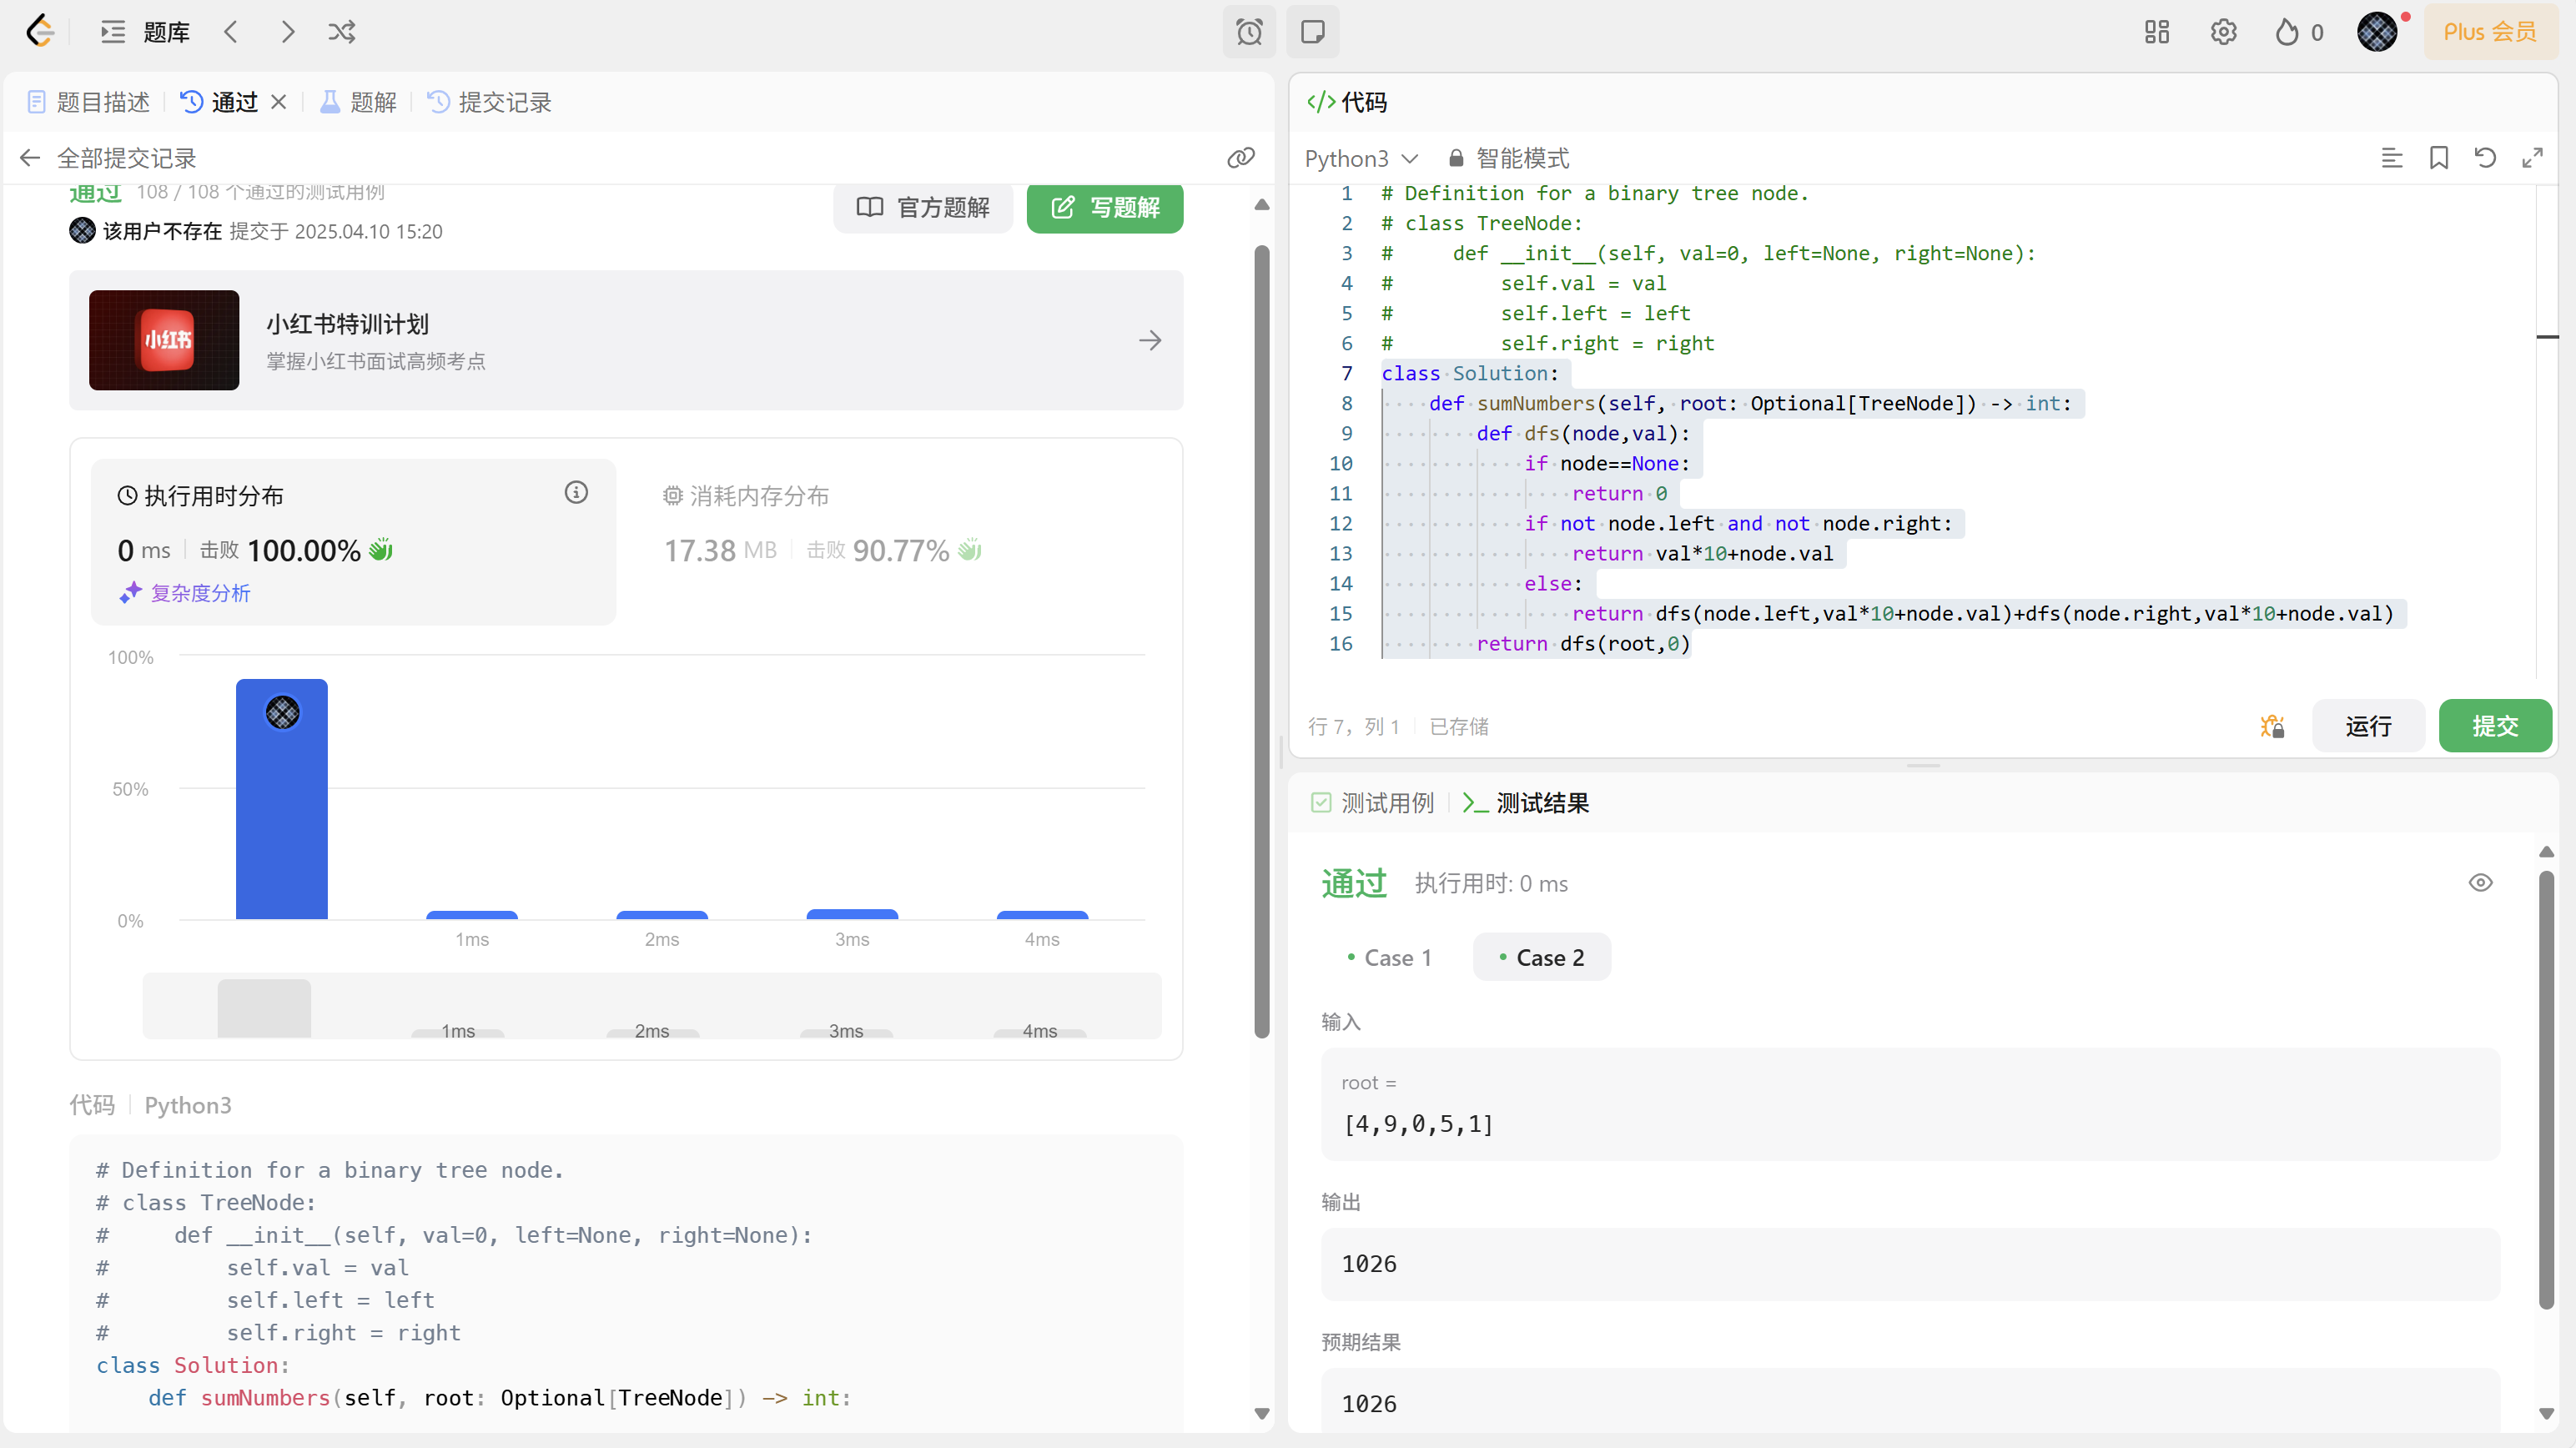 题库
0
Plus 会员
题目描述
通过
题解
提交记录
全部提交记录
通过 108 / 108 个通过的测试用例
该用户不存在 提交于 2025.04.10 15:20
官方题解
写题解
小红书
小红书特训计划
掌握小红书面试高频考点
执行用时分布
0 ms 击败 100.00%
复杂度分析
消耗内存分布
17.38 MB 击败 90.77%
100%
50%
0%
1ms 2ms 3ms 4ms
1ms 2ms 3ms 4ms
代码 Python3
# Definition for a binary tree node.
# class TreeNode:
#     def __init__(self, val=0, left=None, right=None):
#         self.val = val
#         self.left = left
#         self.right = right
class Solution:
    def sumNumbers(self, root: Optional[TreeNode]) -> int:
</> 代码
Python3 智能模式
1 # Definition for a binary tree node.
2 # class TreeNode:
3 #     def __init__(self, val=0, left=None, right=None):
4 #         self.val = val
5 #         self.left = left
6 #         self.right = right
7 class Solution:
8     def sumNumbers(self, root: Optional[TreeNode]) -> int:
9         def dfs(node,val):
10             if node==None:
11                 return 0
12             if not node.left and not node.right:
13                 return val*10+node.val
14             else:
15                 return dfs(node.left,val*10+node.val)+dfs(node.right,val*10+node.val)
16         return dfs(root,0)
行 7，列 1 已存储
运行
提交
测试用例
测试结果
通过 执行用时: 0 ms
Case 1
Case 2
输入
root =
[4,9,0,5,1]
输出
1026
预期结果
1026